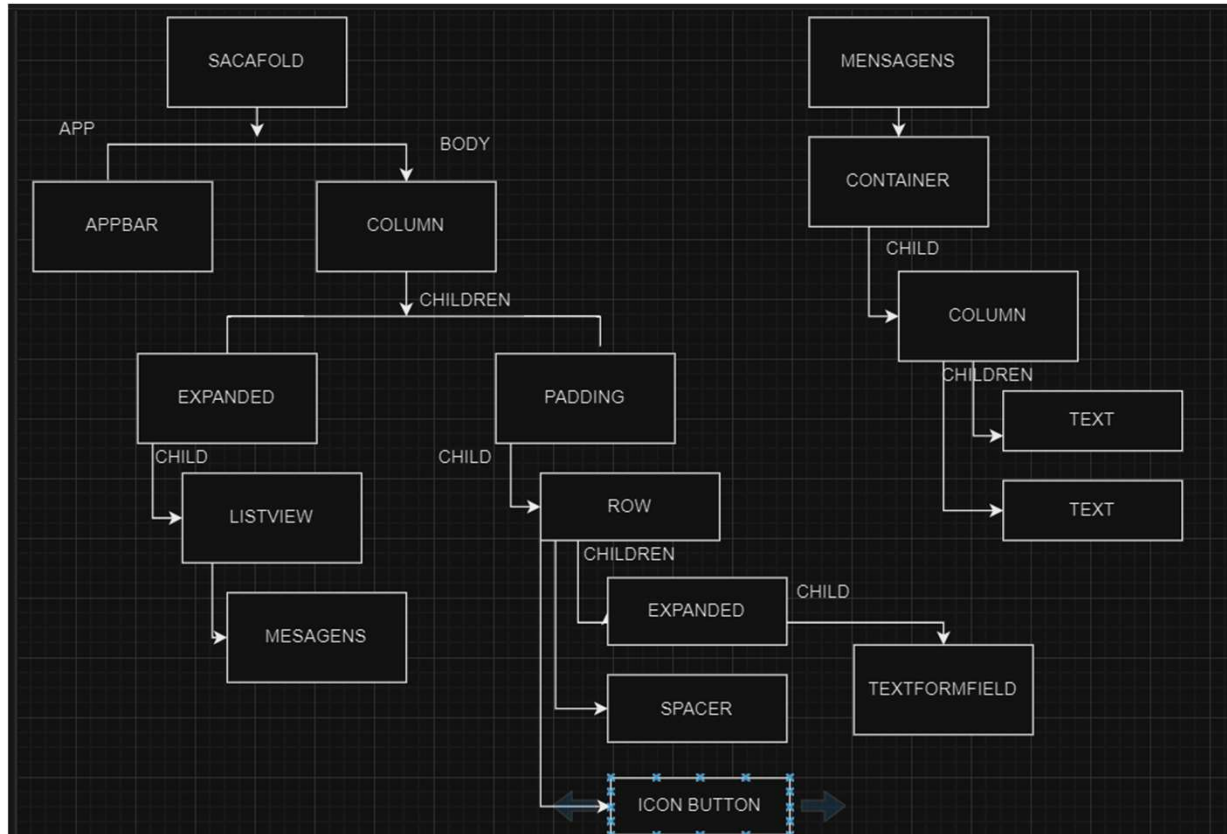 SACAFOLD
APP
BODY
APPBAR
COLUMN
CHILDREN
EXPANDED
PADDING
CHILD
CHILD
LISTVIEW
ROW
CHILDREN
MESAGENS
EXPANDED
CHILD
TEXTFORMFIELD
SPACER
ICON BUTTON
MENSAGENS
CONTAINER
CHILD
COLUMN
CHILDREN
TEXT
TEXT